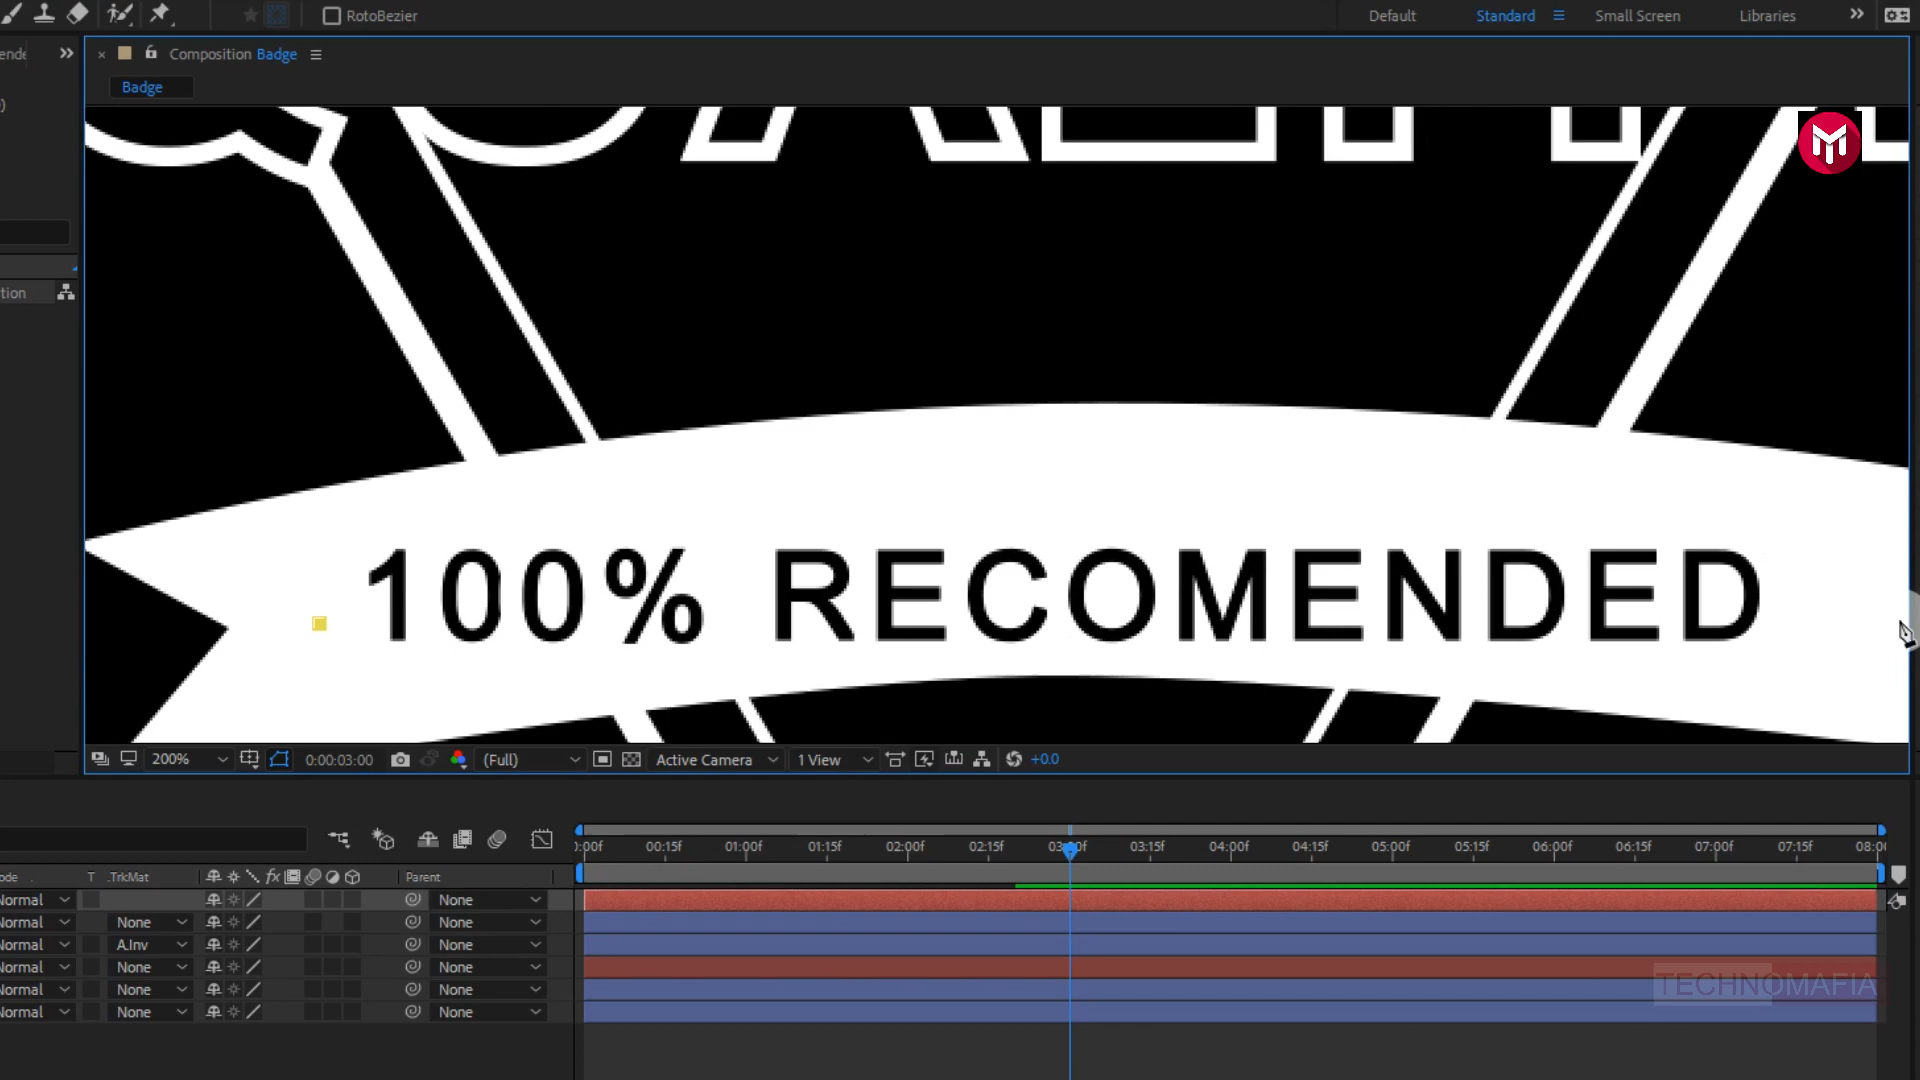 RotoBezier
Default
Standard
Small Screen
Libraries
Composition Badge
Badge
100% RECOMENDED
200%
0:00:03:00
(Full)
Active Camera
1 View
+0.0
00:15f
01:00f
01:15f
02:00f
02:15f
03:15f
04:00f
04:15f
05:00f
05:15f
06:00f
06:15f
07:00f
07:15f
T .TrkMat
fx
Parent
None
None None
A.Inv None
None None
None None
None None
TECHNOMAFIA